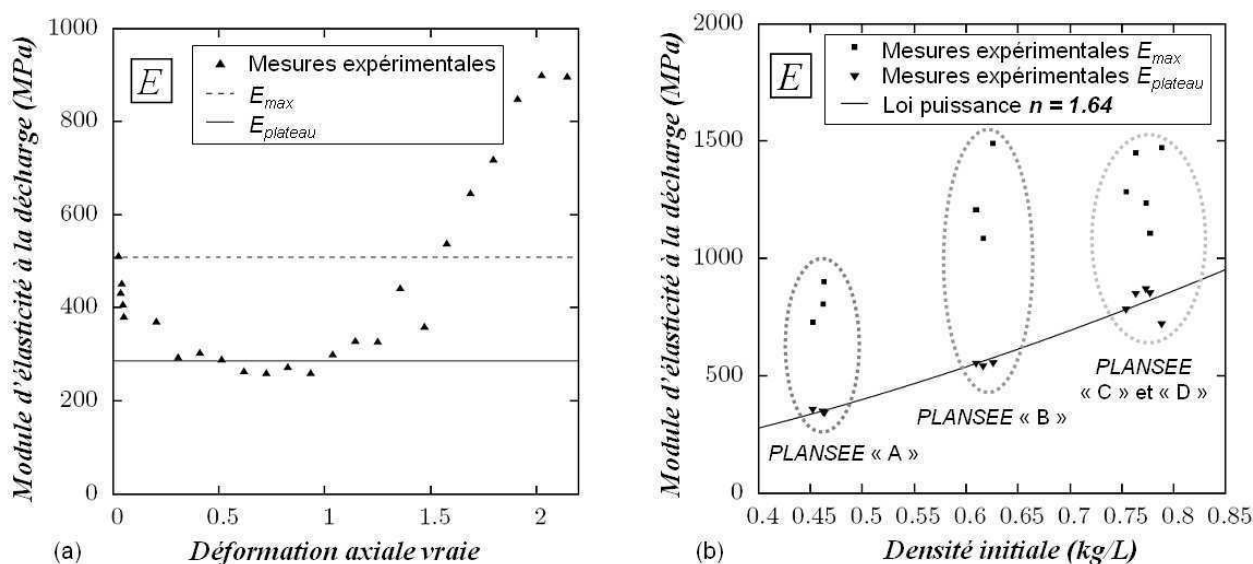 Module d'élasticité à la décharge (MPa)
1000
800
600
400
200
0
E
Mesures expérimentales
E_max
E_plateau
0
0.5
1
1.5
2
(a)
Déformation axiale vraie
Module d'élasticité à la décharge (MPa)
2000
1500
1000
500
0
E
Mesures expérimentales E_max
Mesures expérimentales E_plateau
Loi puissance n = 1.64
PLANSEE « A »
PLANSEE « B »
PLANSEE
« C » et « D »
0.4
0.45
0.5
0.55
0.6
0.65
0.7
0.75
0.8
0.85
(b)
Densité initiale (kg/L)